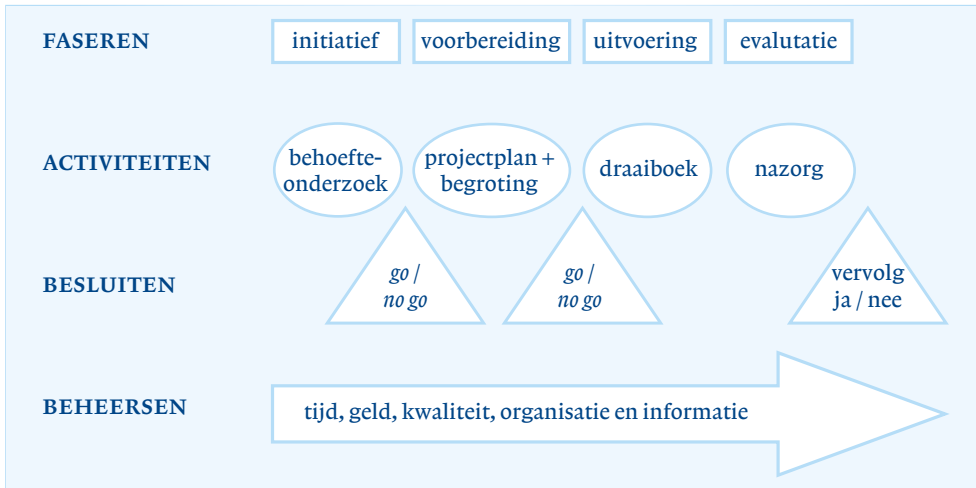 FASEREN
initiatief
voorbereiding
uitvoering
evalutatie
ACTIVITEITEN
behoefte-
onderzoek
projectplan +
begroting
draaiboek
nazorg
BESLUITEN
go /
no go
go /
no go
vervolg
ja / nee
BEHEERSEN
tijd, geld, kwaliteit, organisatie en informatie